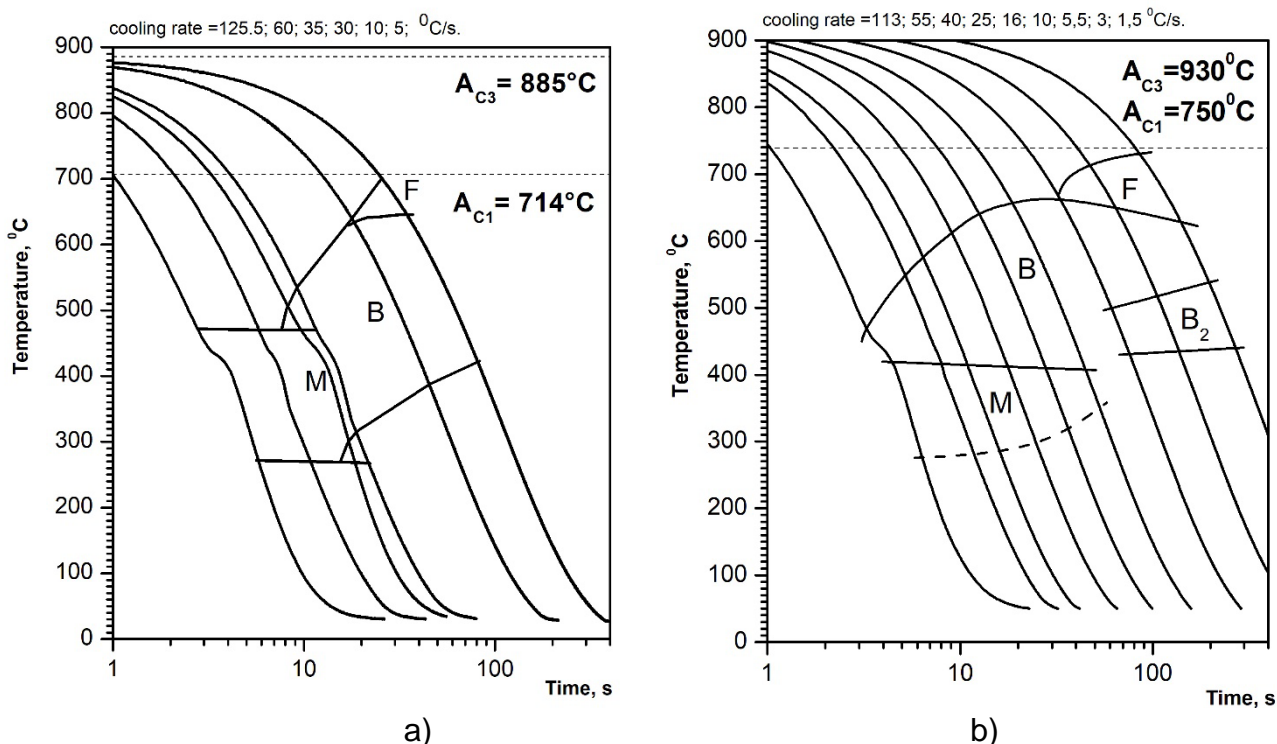 cooling rate =125.5; 60; 35; 30; 10; 5; ⁰C/s.
900
800
700
600
500
400
300
200
100
0
Temperature, ⁰C
A_C3= 885°C
A_C1= 714°C
F
B
M
1
10
100
Time, s
a)
cooling rate = 113; 55; 40; 25; 16; 10; 5.5; 3; 1,5 ⁰C/s.
900
800
700
600
500
400
300
200
100
0
Temperature, ⁰C
A_C3=930⁰C
A_C1=750⁰C
F
B
B₂
M
1
10
100
Time, s
b)